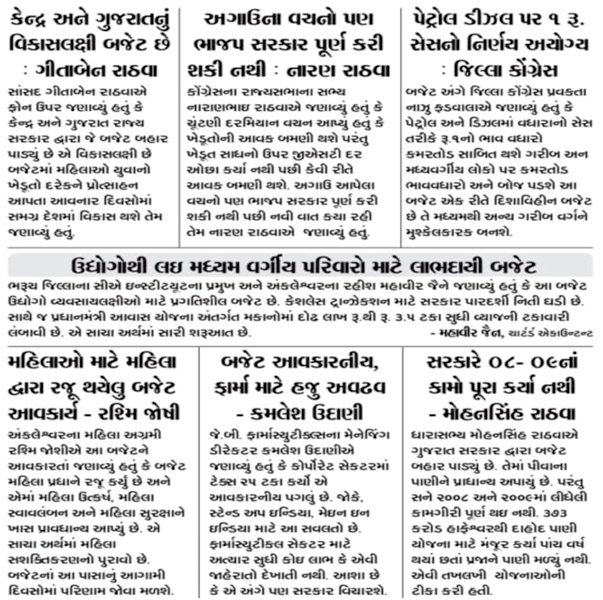 કેન્દ્ર અને ગુજરાતનું
વિકાસલક્ષી બજેટ છે
: ગીતાબેન રાઠવા
સાંસદ ગીતાબેન રાઠવાએ
ફોન ઉપર જણાવ્યું હતું કે
કેન્દ્ર અને ગુજરાત રાજ્ય
સરકાર દ્વારા જે બજેટ બહાર
પાડ્યું છે એ વિકાસલક્ષી છે
બજેટમાં મહિલાઓ યુવાનો
ખેડૂતો દરેકને પ્રોત્સાહન
આપતા આવનાર દિવસોમાં
સમગ્ર દેશમાં વિકાસ થશે તેમ
જણાવ્યું હતું.
અગાઉના વચનો પણ
ભાજપ સરકાર પૂર્ણ કરી
શકી નથી : નારણ રાઠવા
કોંગ્રેસના રાજ્યસભાના સભ્ય
નારાણભાઇ રાઠવાએ જણાવ્યું હતું કે
ચૂંટણી દરમિયાન વચન આપ્યું હતું કે
ખેડૂતોની આવક બમણી થશે પરંતુ
ખેડૂત સાધનો ઉપર જીએસટી દર
ઓછા કર્યા નથી પછી કેવી રીતે
આવક બમણી થશે. અગાઉ આપેલા
વચનો પણ ભાજપ સરકાર પૂર્ણ કરી
શકી નથી પછી નવી વાત કયા રહી
તેમ નારણ રાઠવાએ જણાવ્યું હતું.
પેટ્રોલ ડીઝલ પર ૧ રૂ.
સેસનો નિર્ણય અયોગ્ય
: જિલ્લા કોંગ્રેસ
બજેટ અંગે જિલ્લા કોંગ્રેસ પ્રવક્તા
નાઝુ ફડવાલાએ જણાવ્યું હતું કે
પેટ્રોલ અને ડિઝલમાં વધારાનો સેસ
તરીકે રૂ.૧નો ભાવ વધારો
કમરતોડ સાબિત થશે ગરીબ અન
મધ્યવર્ગીય લોકો પર કમરતોડ
ભાવવધારો અને બોજ પડશે આ
બજેટ એક રીતે દિશાવિહીન બજેટ
છે તે મધ્યમથી અન્ય ગરીબ વર્ગને
મુશ્કેલકારક બનશે.
ઉદ્યોગોથી લઇ મધ્યમ વર્ગીય પરિવારો માટે લાભદાયી બજેટ
ભરૂચ જિલ્લાના સીએ ઇન્સ્ટીટ્યૂટના પ્રમુખ અને અંકલેશ્વરના રહીશ મહાવીર જૈને જણાવ્યું હતું કે આ બજેટ
ઉદ્યોગો વ્યવસાયલક્ષીઓ માટે પ્રગતિશીલ બજેટ છે. કેશલેસ ટ્રાન્ઝેકશન માટે સરકાર પારદર્શી નિતી ઘડી છે.
સાથે જ પ્રધાનમંત્રી આવાસ યોજના અંતર્ગત મકાનોમાં દોઢ લાખ રૂ.થી રૂ. ૩.૫ ટકા સુધી વ્યાજની ટકાવારી
લંબાવી છે. એ સાચા અર્થમાં સારી શરૂઆત છે. - મહાવીર જૈન, ચાર્ટર્ડ એકાઉન્ટન્ટ
મહિલાઓ માટે મહિલા
દ્વારા રજૂ થયેલુ બજેટ
આવકાર્ય - રશ્મિ જોષી
અંકલેશ્વરના મહિલા અગ્રમી
રશ્મિ જોશીએ આ બજેટને
આવકારતાં જણાવ્યું હતું કે બજેટ
મહિલા પ્રધાને રજૂ કર્યું છે અને
એમાં મહિલા ઉત્કર્ષ, મહિલા
સ્વાવલંબન અને મહિલા સુરક્ષાને
ખાસ પ્રાવધાન્ય આપ્યું છે. એ
સાચા અર્થમાં મહિલા
સશક્તિકરણનો પુરાવો છે.
બજેટનાં આ પાસાનુ આગામી
દિવસોમાં પરિણામ જોવા મળશે.
બજેટ આવકારનીય,
ફાર્મા માટે હજુ અવઢવ
- કમલેશ ઉદાણી
જે.બી. ફાર્માસ્યુટીકલ્સના મેનેજિંગ
ડીરેકટર કમલેશ ઉદાણીએ
જણાવ્યું હતું કે કોર્પોરેટ સેકટરમાં
ટેક્સ ૨૫ ટકા કર્યો એ
આવકારનીય પગલું છે. જોકે,
સ્ટેન્ડ અપ ઇન્ડિયા, મેઇન ઇન
ઇન્ડિયા માટે આ સવલતો છે.
ફાર્માસ્યુટીકલ સેકટર માટે
અત્યાર સુધી કોઇ લાભ કે એવી
જાહેરાતો દેખાતી નથી. આશા છે
કે એ અંગે પણ સરકાર વિચારશે.
સરકારે ૦૮- ૦૯નાં
કામો પૂરા કર્યા નથી
- મોહનસિંહ રાઠવા
ધારાસભ્ય મોહનસિંહ રાઠવાએ
ગુજરાત સરકાર દ્વારા બજેટ
બહાર પાડ્યું છે. તેમાં પીવાના
પાણીને પ્રાધાન્ય અપાયું છે. પરંતુ
સને ૨૦૦૮ અને ૨૦૦૯માં લીધેલી
કામગીરી પૂર્ણ થઇ નથી. ૩૭૩
કરોડ હાફેશ્વરથી દાહોદ પાણી
યોજના માટે મંજૂર કર્યા પાંચ વર્ષ
થયાં છતાં પ્રજાને પાણી મળ્યું નથી.
એવી તખલખી યોજનાઓની
ટીકા કરી હતી.